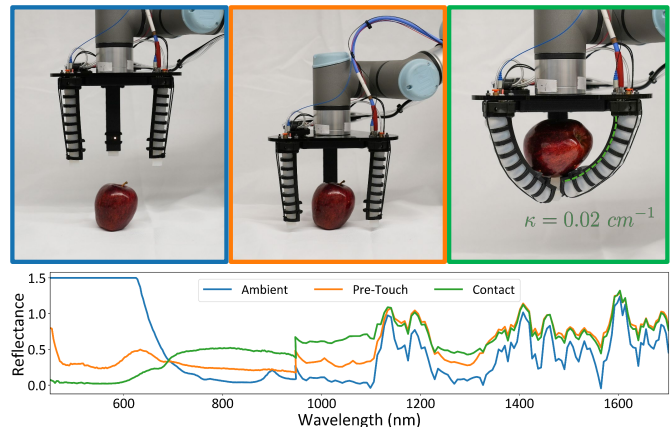 κ = 0.02 cm⁻¹
Ambient Pre-Touch Contact
Reflectance
1.5
1.0
0.5
0.0
600 800 1000 1200 1400 1600
Wavelength (nm)